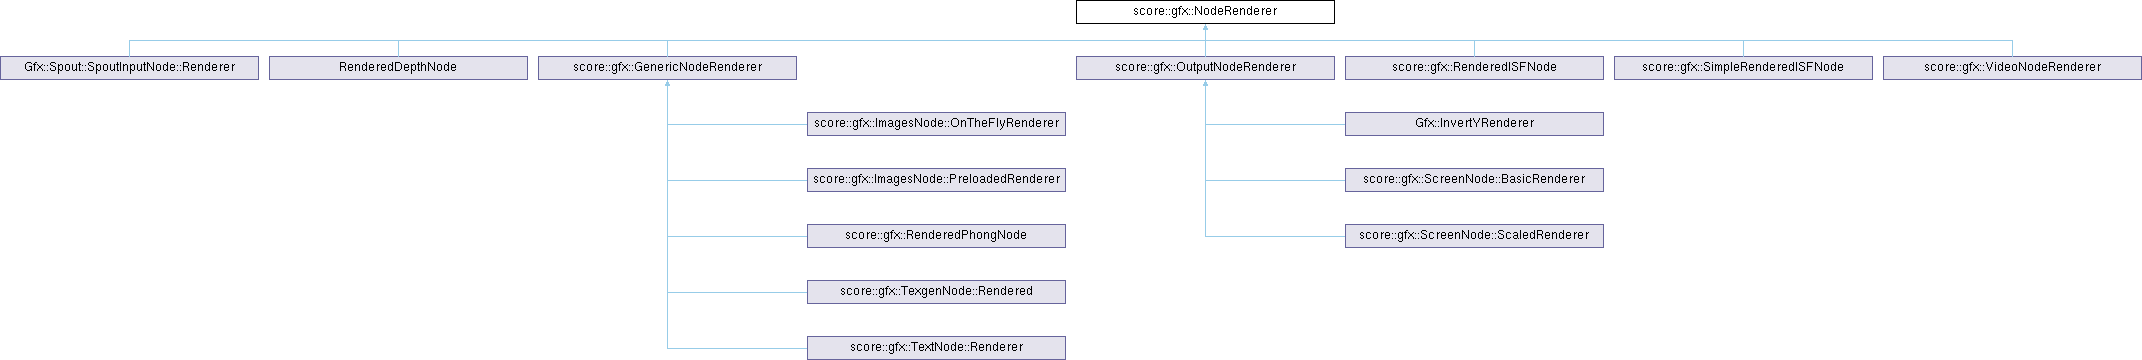 score::gfx::NodeRenderer
Gfx::Spout::SpoutInputNode::Renderer
RenderedDepthNode
score::gfx::GenericNodeRenderer
score::gfx::OutputNodeRenderer
score::gfx::RenderedISFNode
score::gfx::SimpleRenderedISFNode
score::gfx::VideoNodeRenderer
score::gfx::ImagesNode::OnTheFlyRenderer
Gfx::InvertYRenderer
score::gfx::ImagesNode::PreloadedRenderer
score::gfx::ScreenNode::BasicRenderer
score::gfx::RenderedPhongNode
score::gfx::ScreenNode::ScaledRenderer
score::gfx::TexgenNode::Rendered
score::gfx::TextNode::Renderer